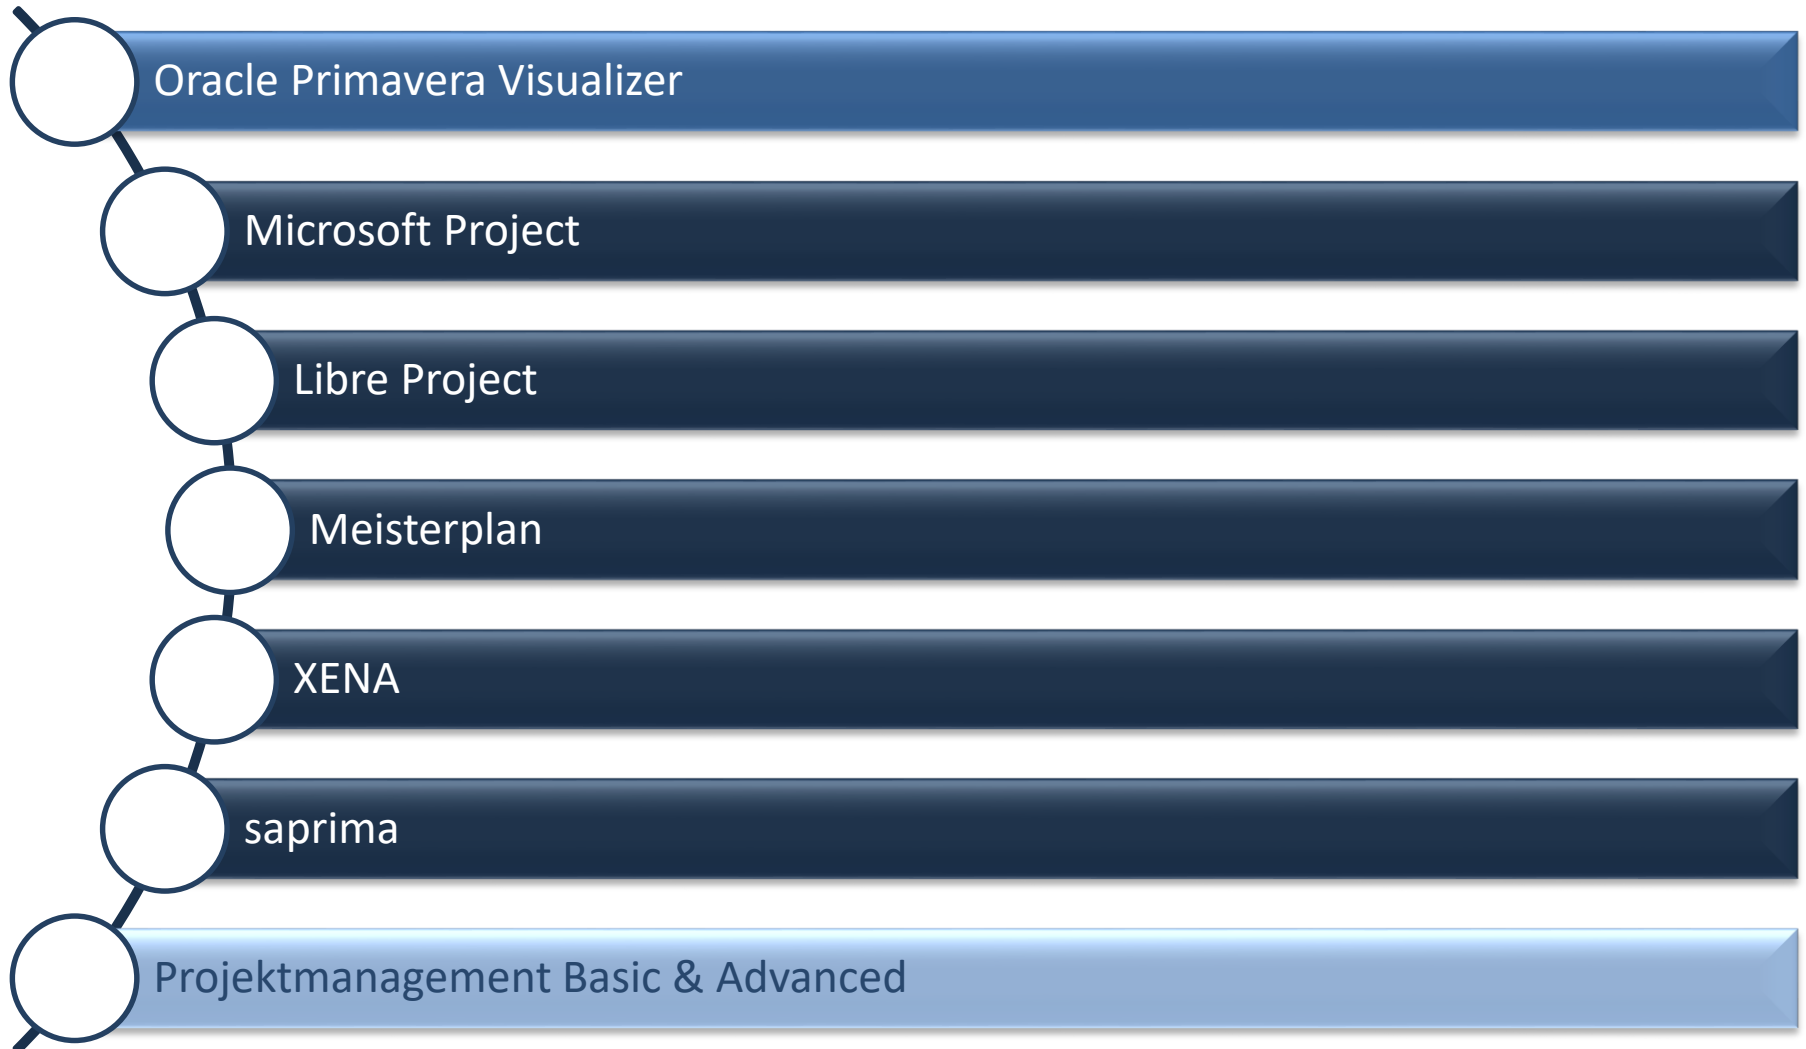 Oracle Primavera Visualizer
Microsoft Project
Libre Project
Meisterplan
XENA
saprima
Projektmanagement Basic & Advanced